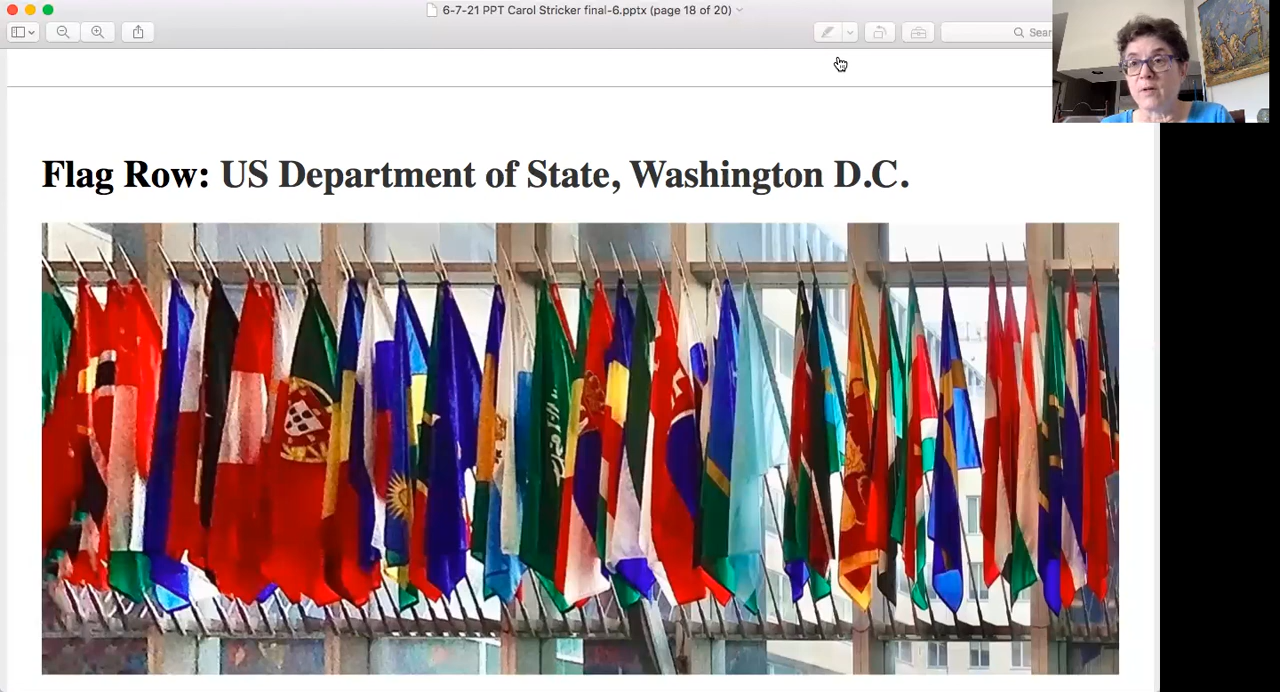 6-7-21 PPT Carol Stricker final-6.pptx (page 18 of 20)
Sear
Flag Row: US Department of State, Washington D.C.